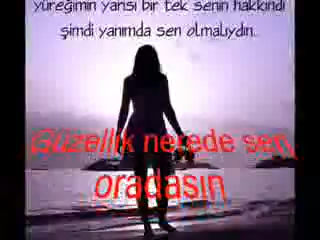 yüreğimin yarısı bir tek senin hakkındı
şimdi yanımda sen olmalıydın.
Güzellik nerede sen
oradasın